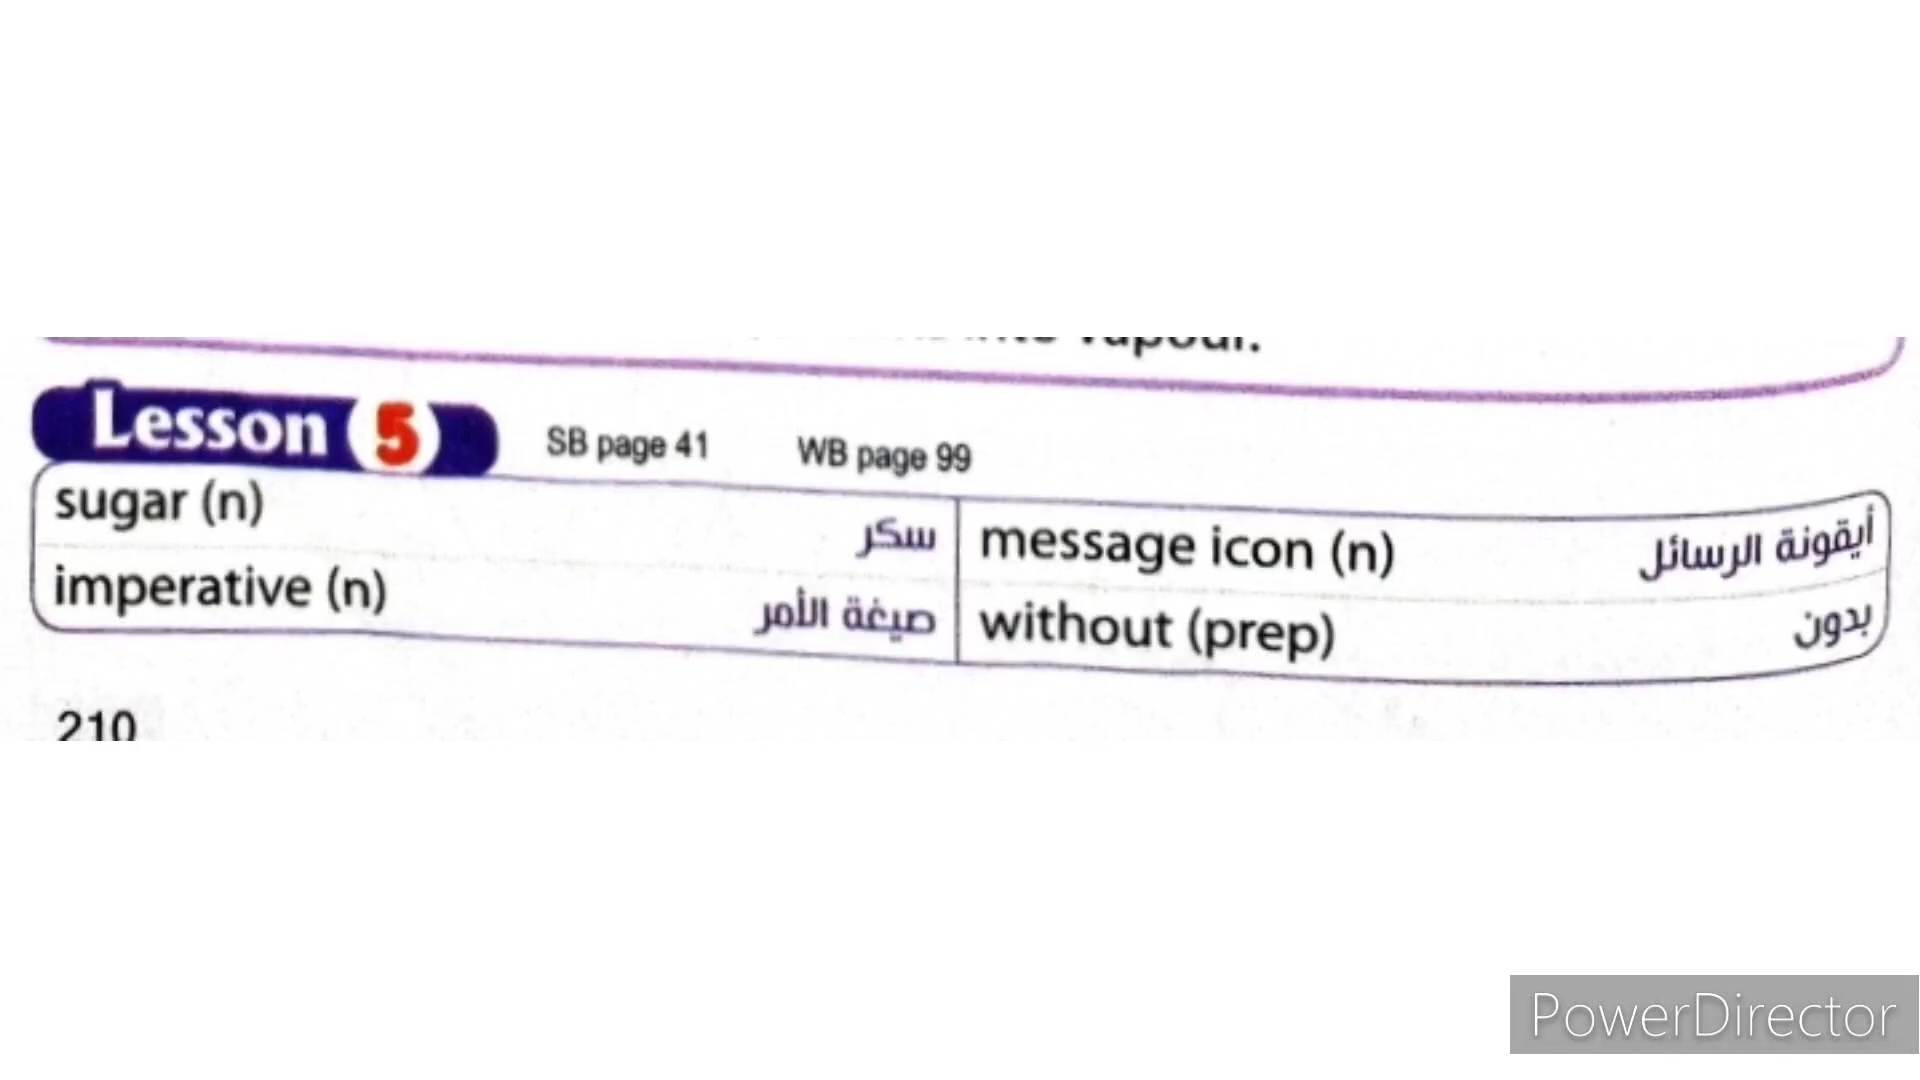 vapour.
Lesson 5 SB page 41 WB page 99
sugar (n) سكر message icon (n) أيقونة الرسائل
imperative (n) صيغة الأمر without (prep) بدون
210
PowerDirector